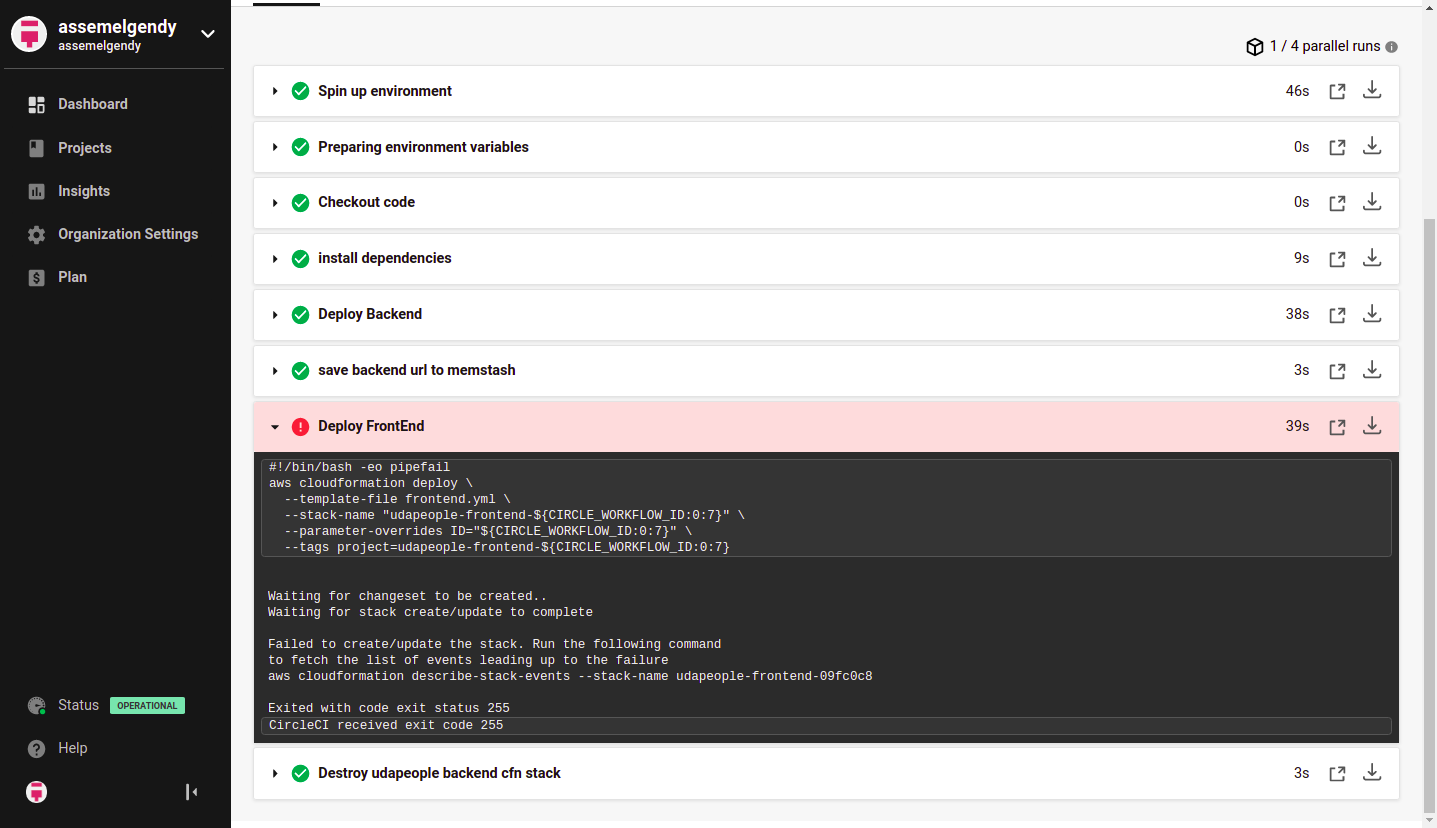 assemelgendy
assemelgendy
Dashboard
Projects
Insights
Organization Settings
Plan
Status OPERATIONAL
Help
1 / 4 parallel runs
Spin up environment 46s
Preparing environment variables 0s
Checkout code 0s
install dependencies 9s
Deploy Backend 38s
save backend url to memstash 3s
Deploy FrontEnd 39s
#!/bin/bash -eo pipefail
aws cloudformation deploy \
  --template-file frontend.yml \
  --stack-name "udapeople-frontend-${CIRCLE_WORKFLOW_ID:0:7}" \
  --parameter-overrides ID="${CIRCLE_WORKFLOW_ID:0:7}" \
  --tags project=udapeople-frontend-${CIRCLE_WORKFLOW_ID:0:7}
Waiting for changeset to be created..
Waiting for stack create/update to complete
Failed to create/update the stack. Run the following command
to fetch the list of events leading up to the failure
aws cloudformation describe-stack-events --stack-name udapeople-frontend-09fc0c8
Exited with code exit status 255
CircleCI received exit code 255
Destroy udapeople backend cfn stack 3s